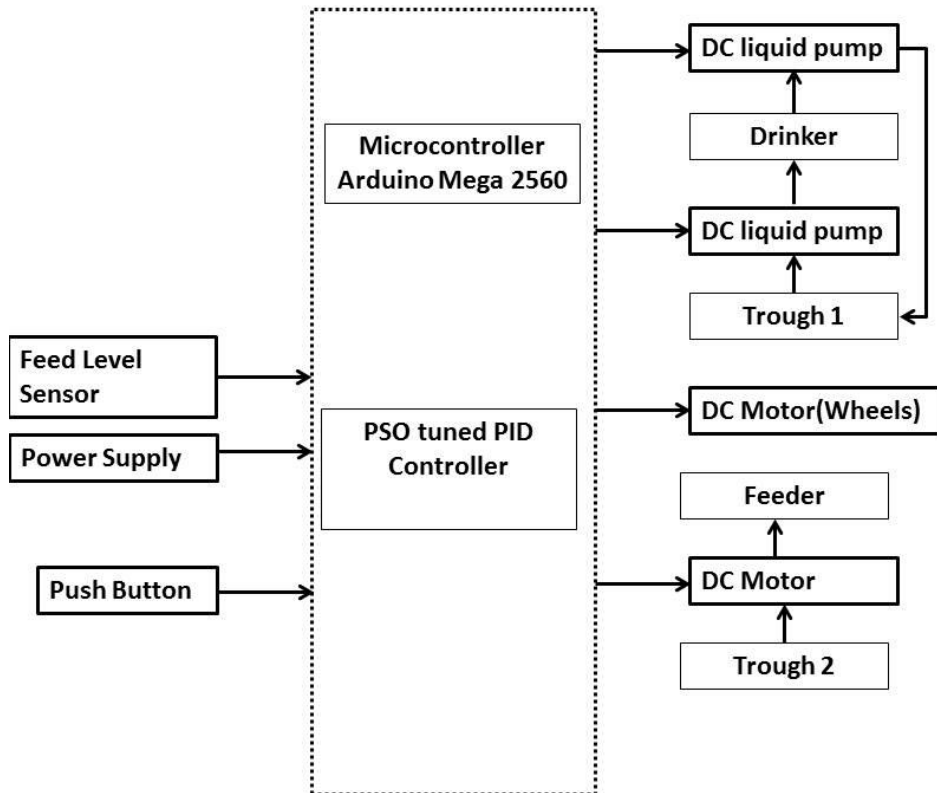 Feed Level
Sensor
Power Supply
Push Button
Microcontroller
Arduino Mega 2560
PSO tuned PID
Controller
DC liquid pump
Drinker
DC liquid pump
Trough 1
DC Motor(Wheels)
Feeder
DC Motor
Trough 2